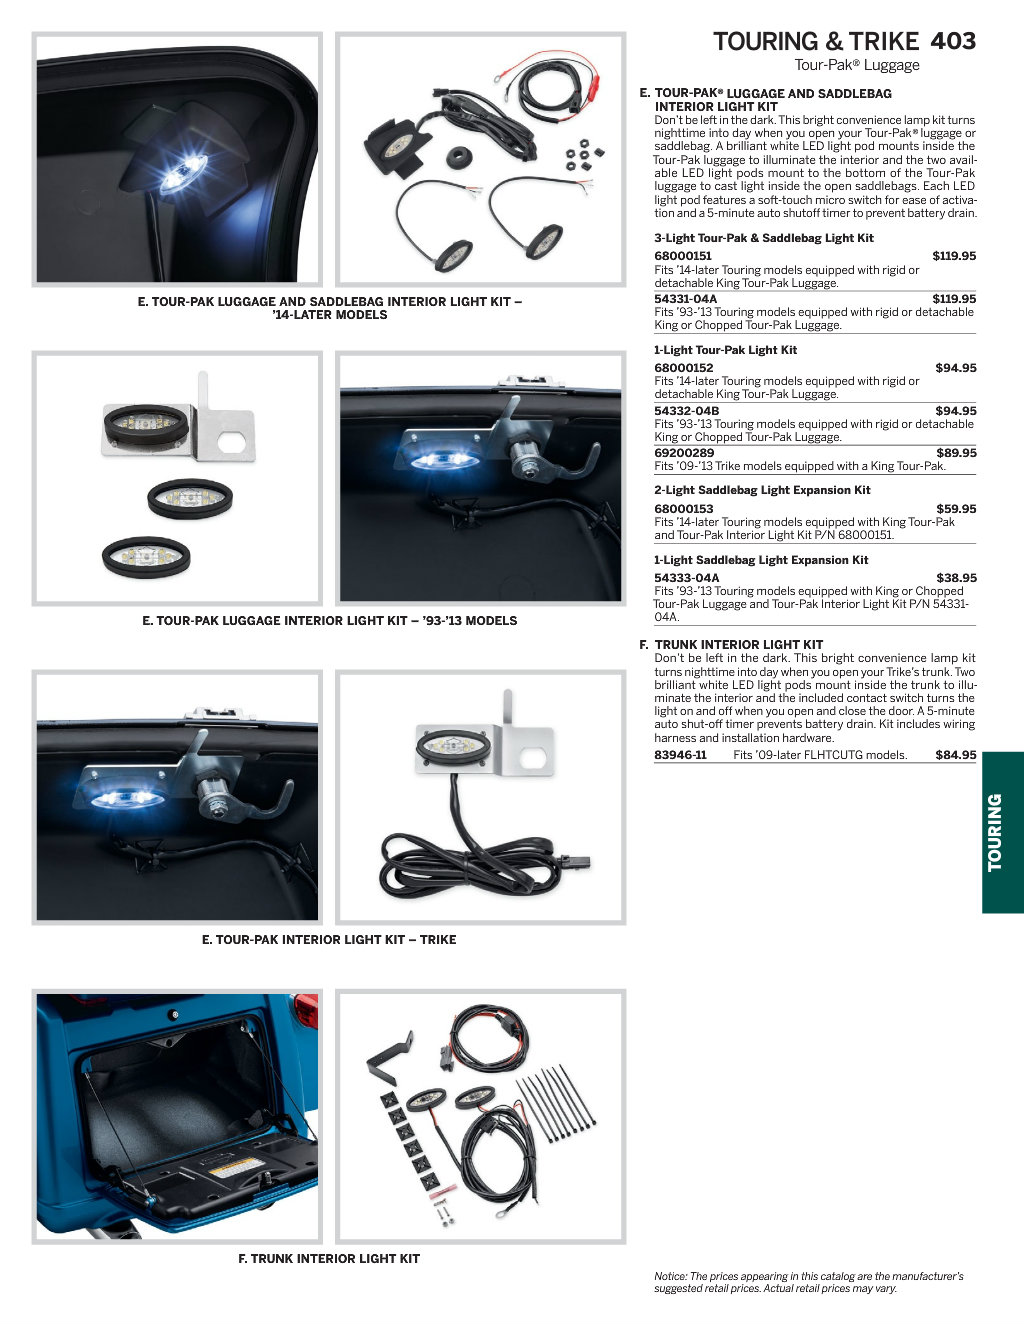 TOURING & TRIKE 403
Tour-Pak® Luggage
E. TOUR-PAK® LUGGAGE AND SADDLEBAG
INTERIOR LIGHT KIT
Don't be left in the dark. This bright convenience lamp kit turns
nighttime into day when you open your Tour-Pak® luggage or
saddlebag. A brilliant white LED light pod mounts inside the
Tour-Pak luggage to illuminate the interior and the two avail-
able LED light pods mount to the bottom of the Tour-Pak
luggage to cast light inside the open saddlebags. Each LED
light pod features a soft-touch micro switch for ease of activa-
tion and a 5-minute auto shutoff timer to prevent battery drain.
3-Light Tour-Pak & Saddlebag Light Kit
68000151 $119.95
Fits ’14-later Touring models equipped with rigid or
detachable King Tour-Pak Luggage.
54331-04A $119.95
Fits ’93-’13 Touring models equipped with rigid or detachable
King or Chopped Tour-Pak Luggage.
1-Light Tour-Pak Light Kit
68000152 $94.95
Fits ’14-later Touring models equipped with rigid or
detachable King Tour-Pak Luggage.
54332-04B $94.95
Fits ’93-’13 Touring models equipped with rigid or detachable
King or Chopped Tour-Pak Luggage.
69200289 $89.95
Fits ’09-’13 Trike models equipped with a King Tour-Pak.
2-Light Saddlebag Light Expansion Kit
68000153 $59.95
Fits ’14-later Touring models equipped with King Tour-Pak
and Tour-Pak Interior Light Kit P/N 68000151.
1-Light Saddlebag Light Expansion Kit
54333-04A $38.95
Fits ’93-’13 Touring models equipped with King or Chopped
Tour-Pak Luggage and Tour-Pak Interior Light Kit P/N 54331-
04A.
F. TRUNK INTERIOR LIGHT KIT
Don't be left in the dark. This bright convenience lamp kit
turns nighttime into day when you open your Trike's trunk. Two
brilliant white LED light pods mount inside the trunk to illu-
minate the interior and the included contact switch turns the
light on and off when you open and close the door. A 5-minute
auto shut-off timer prevents battery drain. Kit includes wiring
harness and installation hardware.
83946-11 Fits ’09-later FLHTCUTG models. $84.95
E. TOUR-PAK LUGGAGE AND SADDLEBAG INTERIOR LIGHT KIT –
’14-LATER MODELS
E. TOUR-PAK LUGGAGE INTERIOR LIGHT KIT – ’93-’13 MODELS
E. TOUR-PAK INTERIOR LIGHT KIT – TRIKE
F. TRUNK INTERIOR LIGHT KIT
TOURING
Notice: The prices appearing in this catalog are the manufacturer's
suggested retail prices. Actual retail prices may vary.